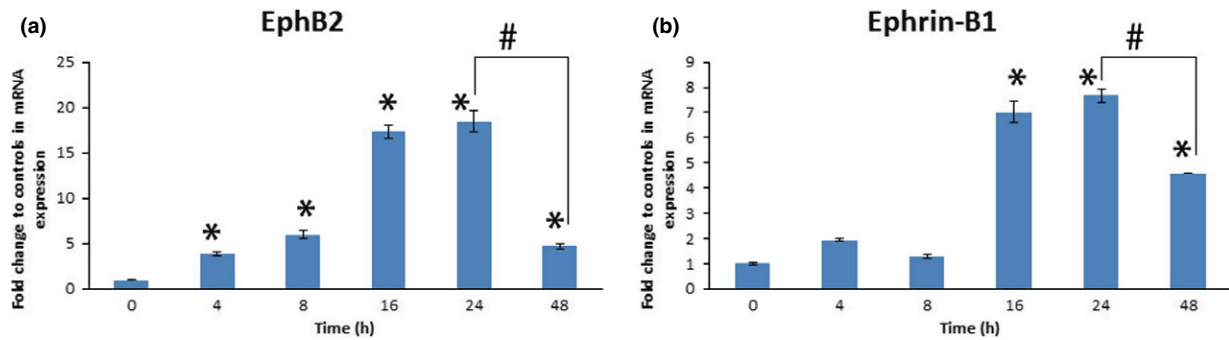 (a)
EphB2
Fold change to controls in mRNA
expression
25
20
15
10
5
0
*
*
*
*
*
#
0 4 8 16 24 48
Time (h)
(b)
Ephrin-B1
Fold change to controls in mRNA
expression
9
8
7
6
5
4
3
2
1
0
*
*
*
#
0 4 8 16 24 48
Time (h)